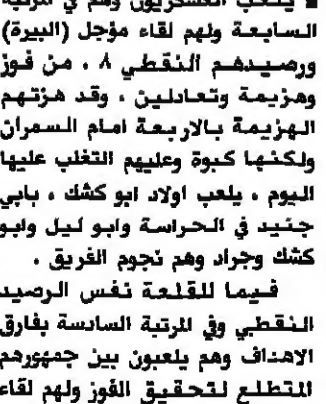 ■ يلعب العسكريون وهم في المرتبة
السابعة ولهم لقاء مؤجل (البيرة)
ورصيدهم النقطي ٨ ، من فوز
وهزيمة وتعادلين ، وقد هزتهم
الهزيمة بالاربعة امام السمران
ولكنها كبوة وعليهم التغلب عليها
اليوم ، يلعب اولاد ابو كشك ، بابي
جنيد في الحراسة وابو ليل وابو
كشك وجراد وهم نجوم الفريق .
فيما للقلعة نفس الرصيد
النقطي وفي المرتبة السادسة بفارق
الاهداف وهم يلعبون بين جمهورهم
المتطلع لتحقيق الفوز ولهم لقاء